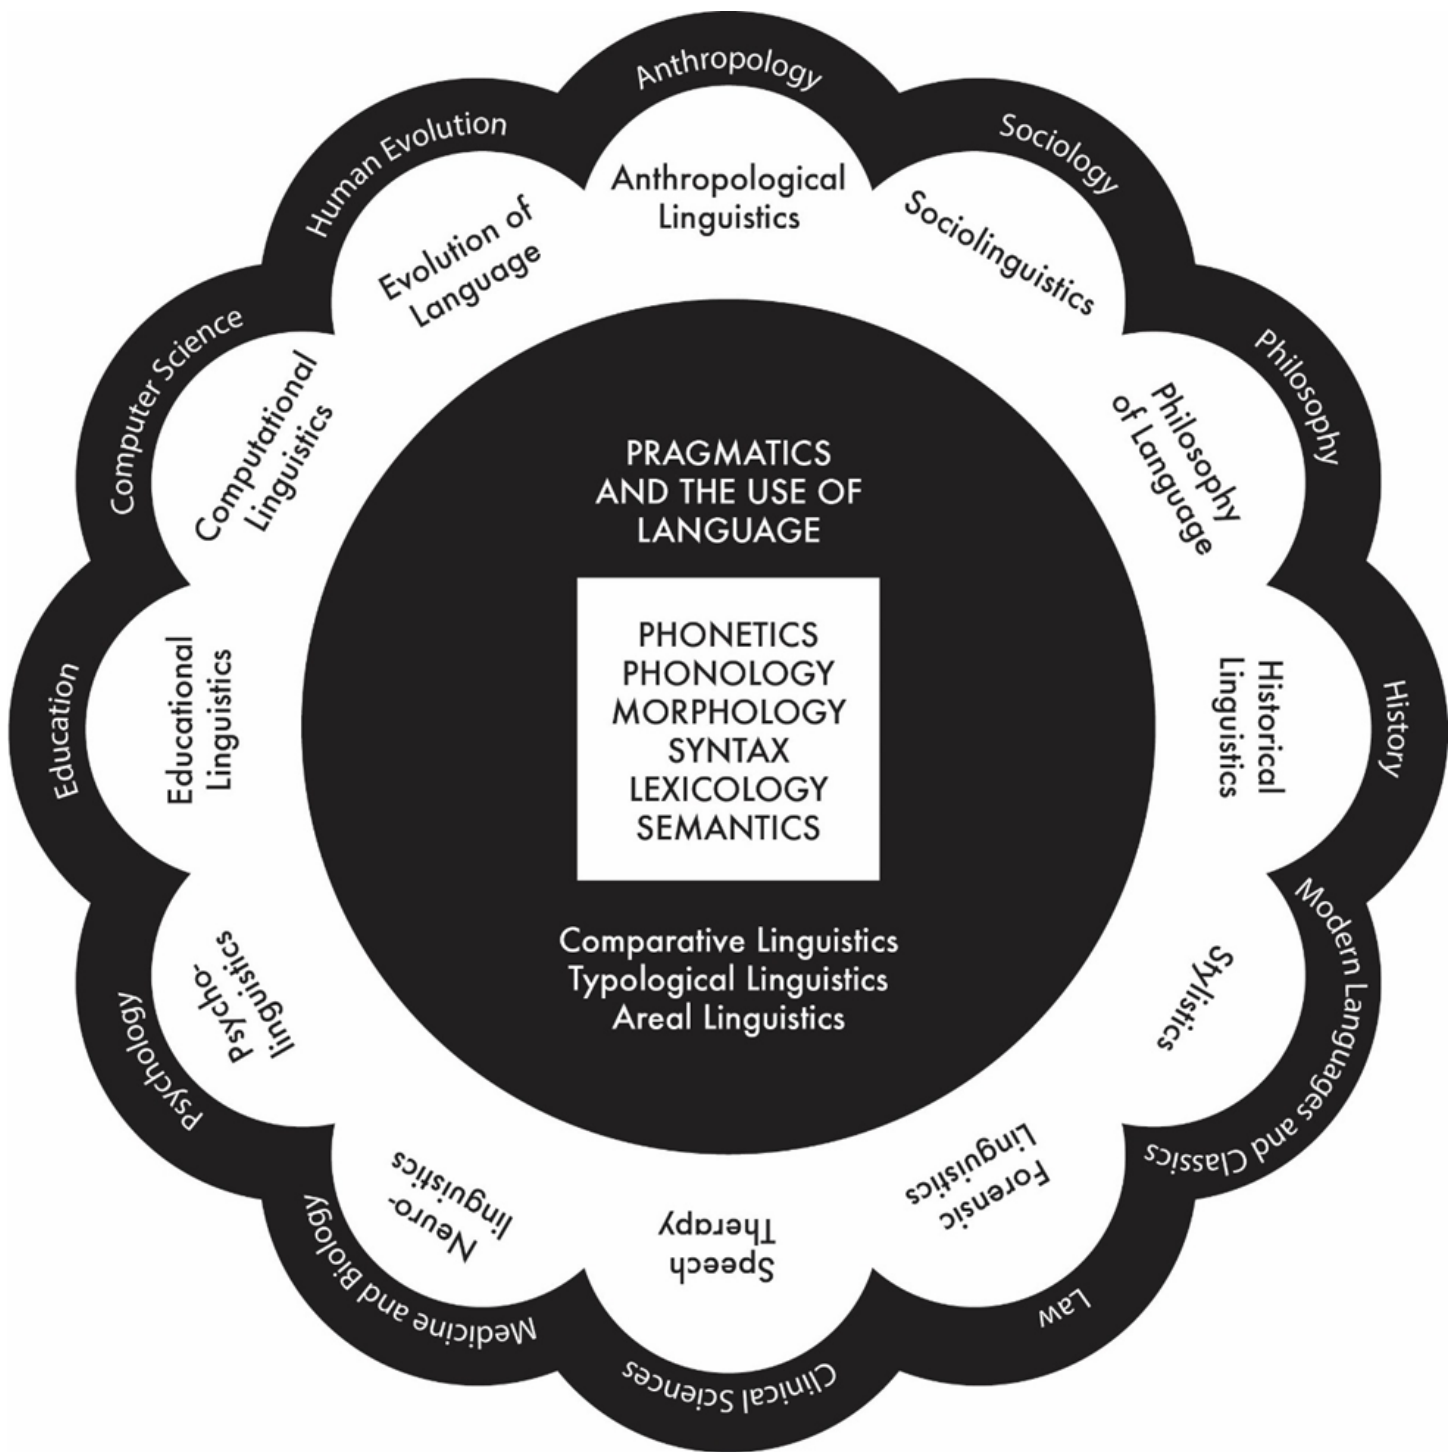 Anthropology
Anthropological
Linguistics
Sociology
Sociolinguistics
Philosophy
Philosophy
of Language
History
Historical
Linguistics
Modern Languages and Classics
Stylistics
Law
Forensic
Linguistics
Clinical Sciences
Speech
Therapy
Medicine and Biology
Neuro-
linguistics
Psychology
Psycho-
linguistics
Education
Educational
Linguistics
Computer Science
Computational
Linguistics
Human Evolution
Evolution of
Language
PRAGMATICS
AND THE USE OF
LANGUAGE
PHONETICS
PHONOLOGY
MORPHOLOGY
SYNTAX
LEXICOLOGY
SEMANTICS
Comparative Linguistics
Typological Linguistics
Areal Linguistics